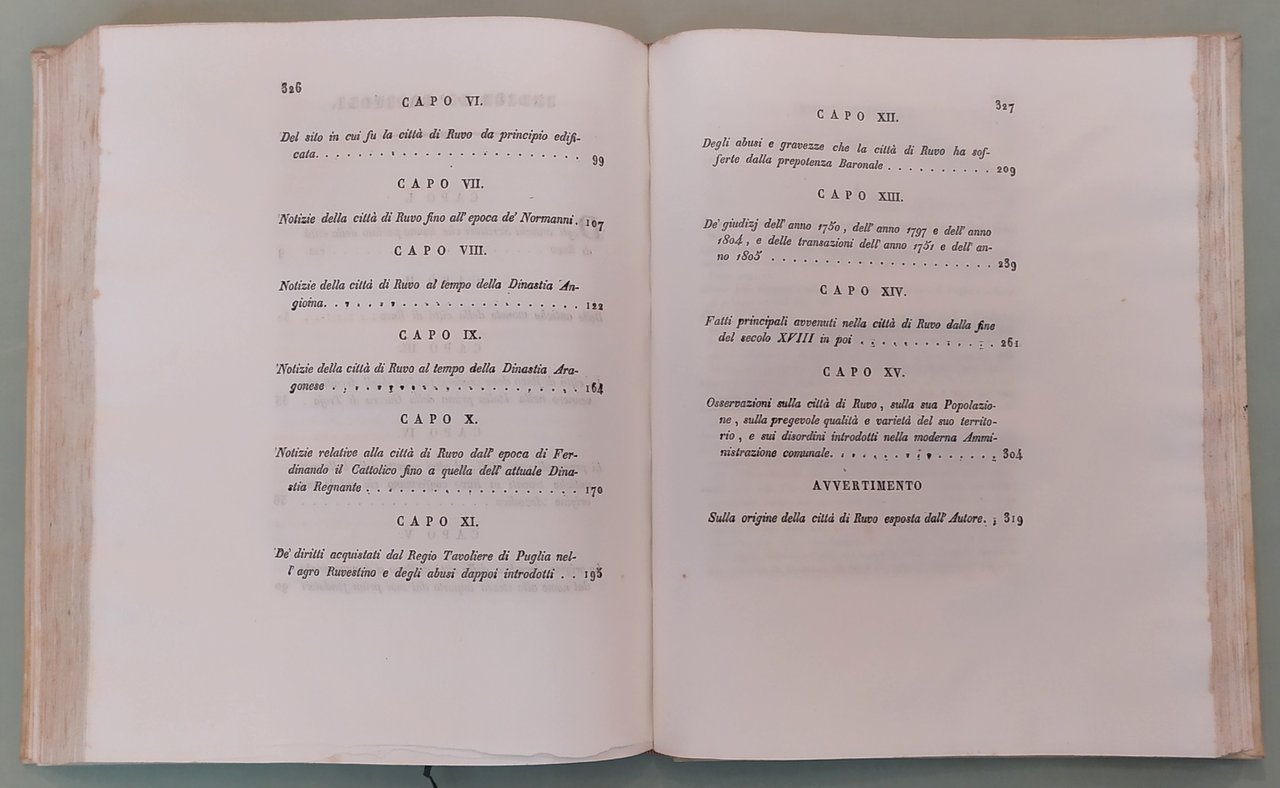 326
CAPO VI.
Del sito in cui fu la città di Ruvo da principio edifi-
cata. . . . . . . . . . . . . . . . . . . . . . . 99
CAPO VII.
Notizie della città di Ruvo fino all'epoca de' Normanni. 107
CAPO VIII.
Notizie della città di Ruvo al tempo della Dinastia An-
gioina. . . . . . . . . . . . . . . . . . . . . . 122
CAPO IX.
Notizie della città di Ruvo al tempo della Dinastia Ara-
gonese . . . . . . . . . . . . . . . . . . . . . 164
CAPO X.
Notizie relative alla città di Ruvo dall'epoca di Fer-
dinando il Cattolico fino a quella dell'attuale Dina-
stia Regnante . . . . . . . . . . . . . . . . . . 170
CAPO XI.
De' diritti acquistati dal Regio Tavoliere di Puglia nel-
l'agro Ruvestino e degli abusi dappoi introdotti . . 195
327
CAPO XII.
Degli abusi e gravezze che la città di Ruvo ha sof-
ferte dalla prepotenza Baronale . . . . . . . . . . 209
CAPO XIII.
De' giudizj dell'anno 1750, dell'anno 1797 e dell'anno
1804, e delle transazioni dell'anno 1751 e dell'an-
no 1805 . . . . . . . . . . . . . . . . . . . . . 239
CAPO XIV.
Fatti principali avvenuti nella città di Ruvo dalla fine
del secolo XVIII in poi . . . . . . . . . . . . 261
CAPO XV.
Osservazioni sulla città di Ruvo, sulla sua Popolazio-
ne, sulla pregevole qualità e varietà del suo territo-
rio, e sui disordini introdotti nella moderna Ammi-
nistrazione comunale. . . . . . . . . . . . . . 304
AVVERTIMENTO
Sulla origine della città di Ruvo esposta dall'Autore. ; 319